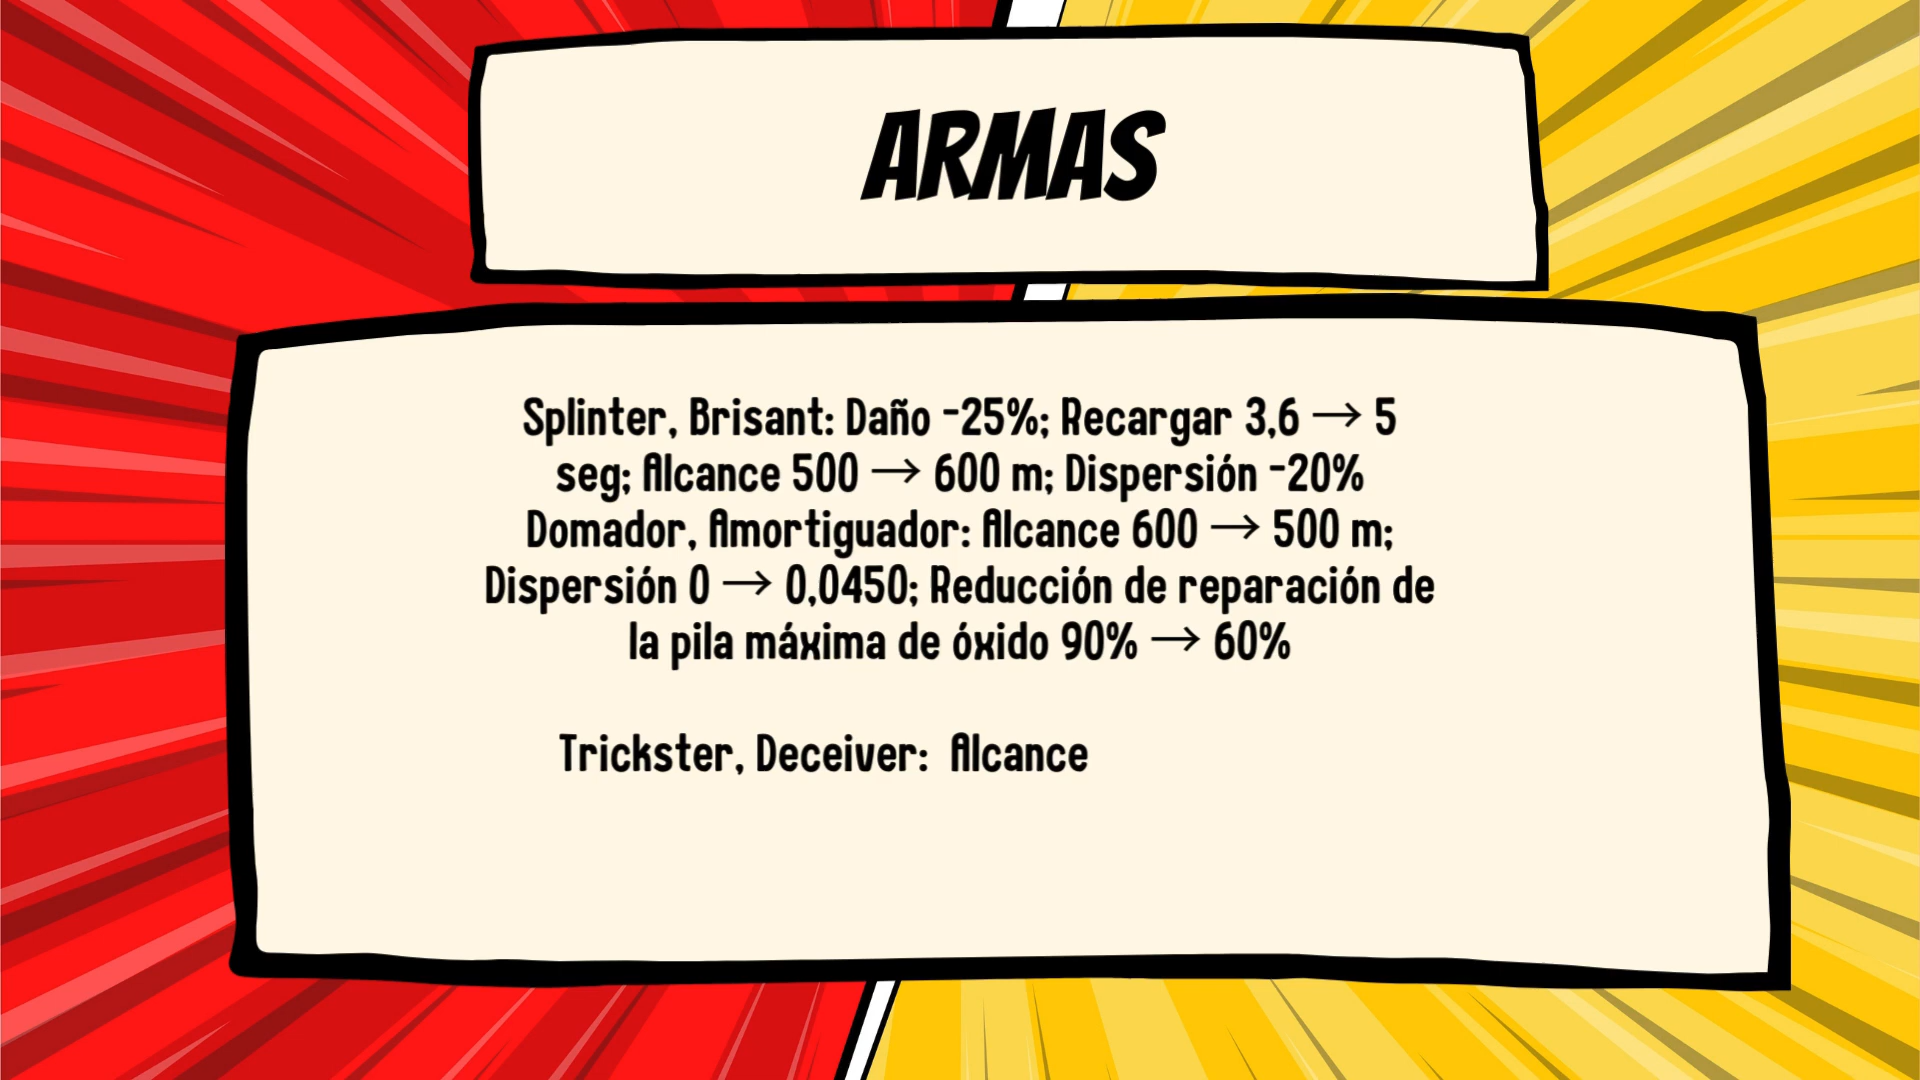 ARMAS
Splinter, Brisant: Daño -25%; Recargar 3,6 → 5
seg; Alcance 500 → 600 m; Dispersión -20%
Domador, Amortiguador: Alcance 600 → 500 m;
Dispersión 0 → 0,0450; Reducción de reparación de
la pila máxima de óxido 90% → 60%
Trickster, Deceiver: Alcance